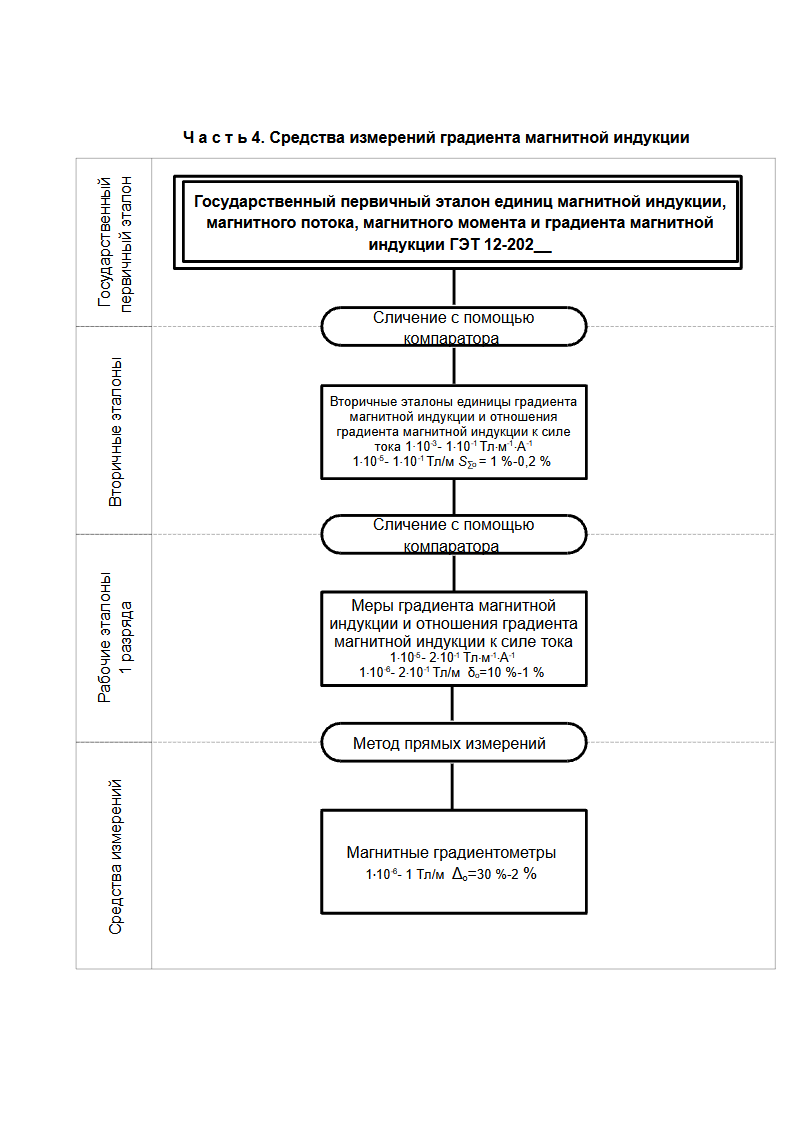 Ч а с т ь 4. Средства измерений градиента магнитной индукции
Государственный
первичный эталон
Государственный первичный эталон единиц магнитной индукции,
магнитного потока, магнитного момента и градиента магнитной
индукции ГЭТ 12-202__
Сличение с помощью
компаратора
Вторичные эталоны
Вторичные эталоны единицы градиента
магнитной индукции и отношения
градиента магнитной индукции к силе
тока 1·10⁻³- 1·10⁻¹ Тл·м⁻¹·А⁻¹
1·10⁻⁵- 1·10⁻¹ Тл/м S∑о = 1 %-0,2 %
Сличение с помощью
компаратора
Рабочие эталоны
1 разряда
Меры градиента магнитной
индукции и отношения градиента
магнитной индукции к силе тока
1·10⁻⁵- 2·10⁻¹ Тл·м⁻¹·А⁻¹
1·10⁻⁶- 2·10⁻¹ Тл/м δₒ=10 %-1 %
Метод прямых измерений
Средства измерений
Магнитные градиентометры
1·10⁻⁶- 1 Тл/м Δₒ=30 %-2 %